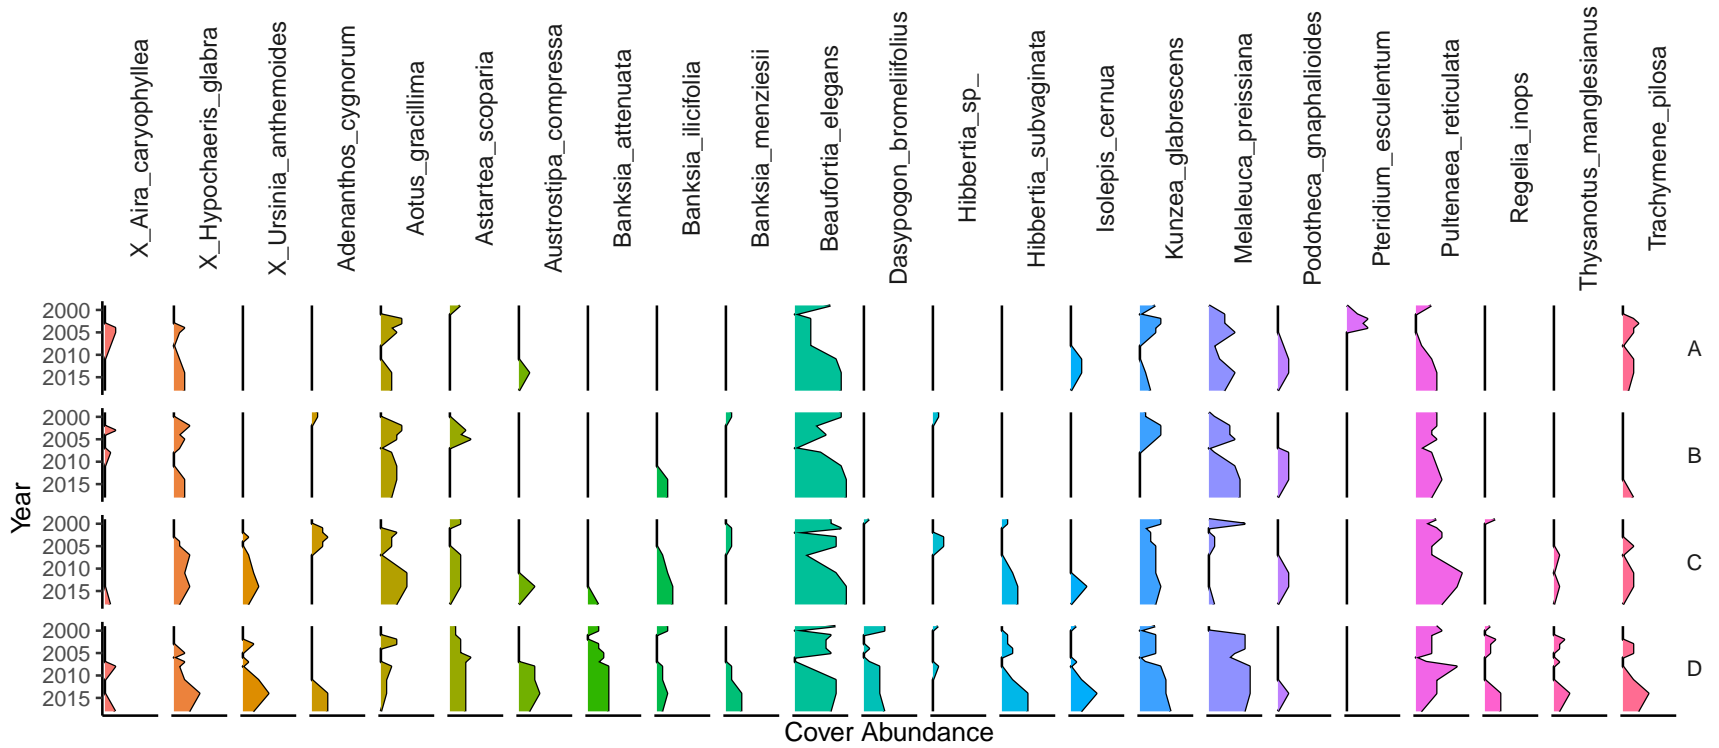 X_Aira_caryophyllea
X_Hypochaeris_glabra
X_Ursinia_anthemoides
Adenanthos_cygnorum
Aotus_gracillima
Astartea_scoparia
Austrostipa_compressa
Banksia_attenuata
Banksia_ilicifolia
Banksia_menziesii
Beaufortia_elegans
Dasypogon_bromeliifolius
Hibbertia_sp_
Hibbertia_subvaginata
Isolepis_cernua
Kunzea_glabrescens
Melaleuca_preissiana
Podotheca_gnaphalioides
Pteridium_esculentum
Pultenaea_reticulata
Regelia_inops
Thysanotus_manglesianus
Trachymene_pilosa
Year
2000
2005
2010
2015
A
2000
2005
2010
2015
B
2000
2005
2010
2015
C
2000
2005
2010
2015
D
Cover Abundance